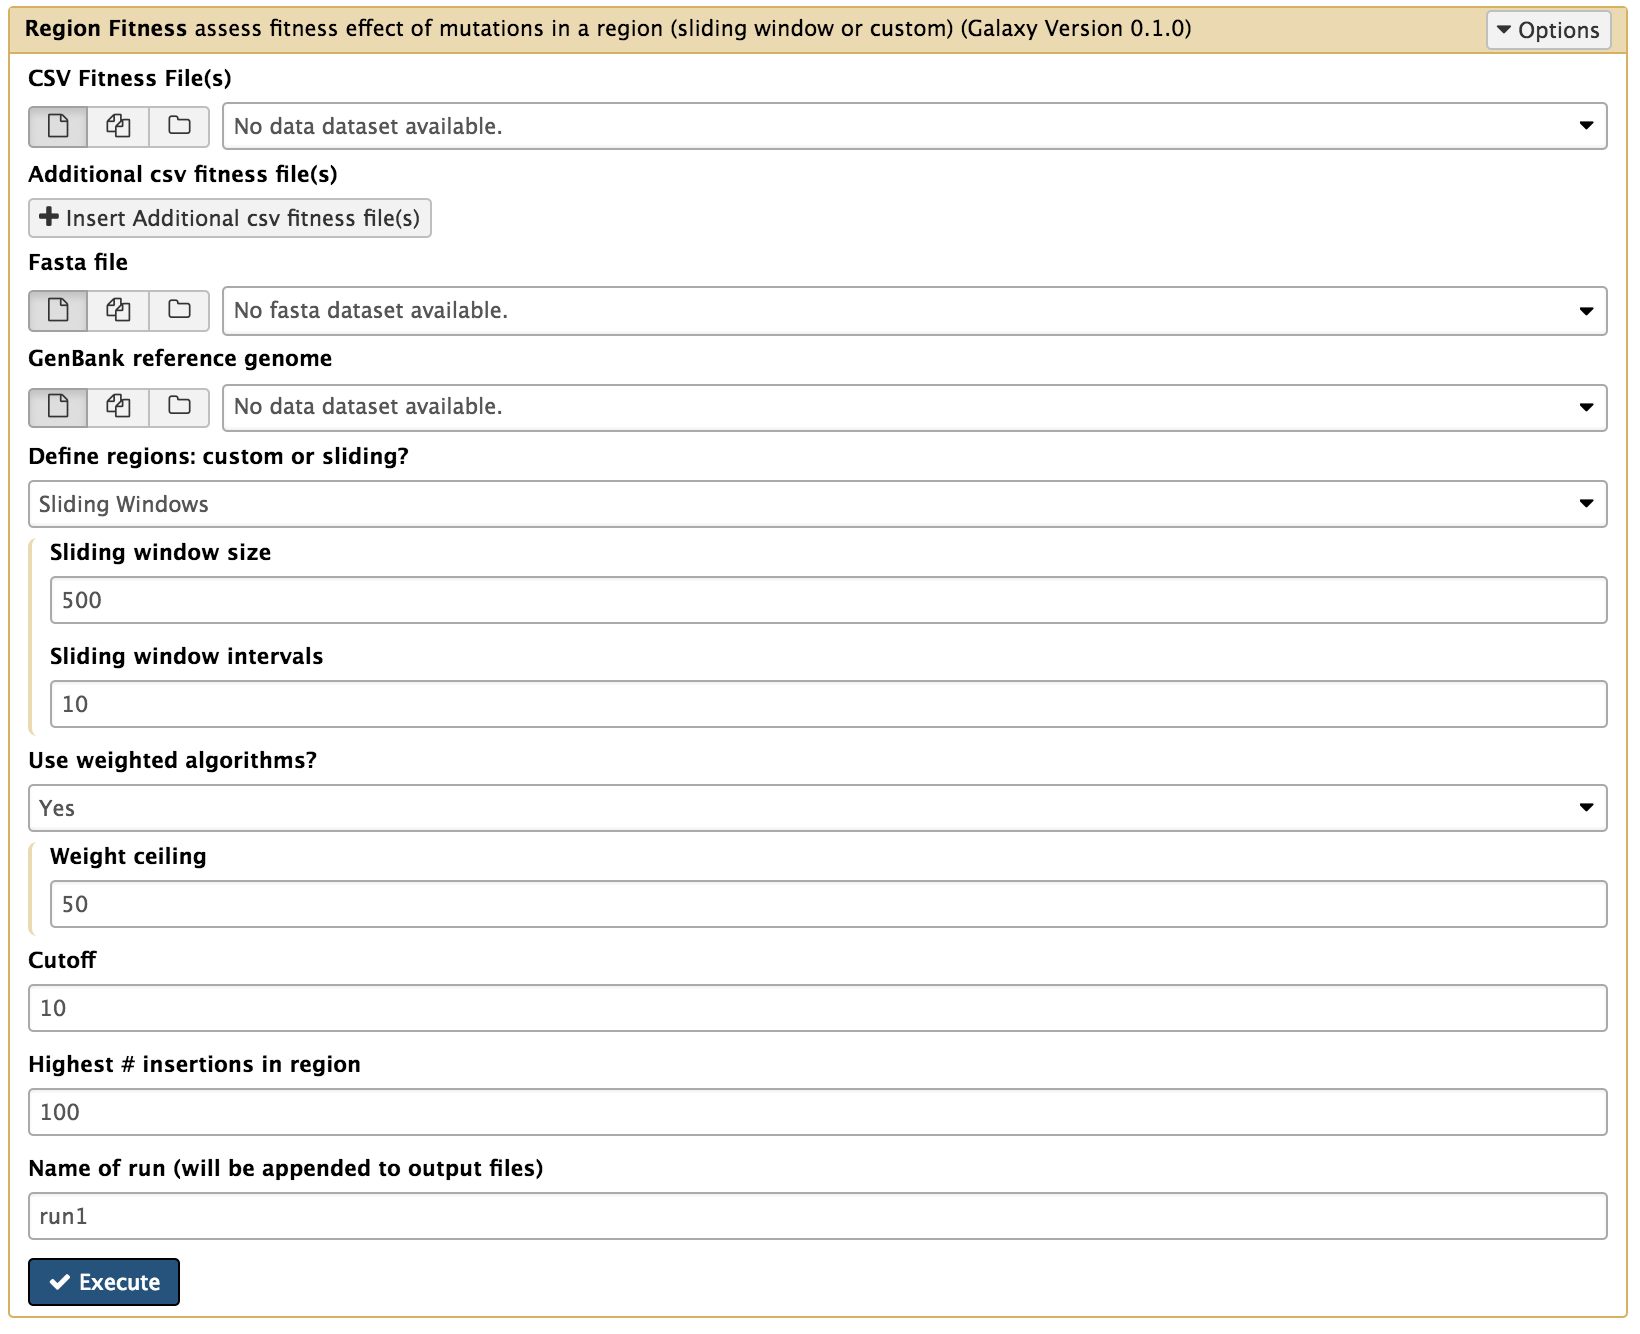 Region Fitness assess fitness effect of mutations in a region (sliding window or custom) (Galaxy Version 0.1.0) Options
CSV Fitness File(s)
No data dataset available.
Additional csv fitness file(s)
Insert Additional csv fitness file(s)
Fasta file
No fasta dataset available.
GenBank reference genome
No data dataset available.
Define regions: custom or sliding?
Sliding Windows
Sliding window size
500
Sliding window intervals
10
Use weighted algorithms?
Yes
Weight ceiling
50
Cutoff
10
Highest # insertions in region
100
Name of run (will be appended to output files)
run1
Execute